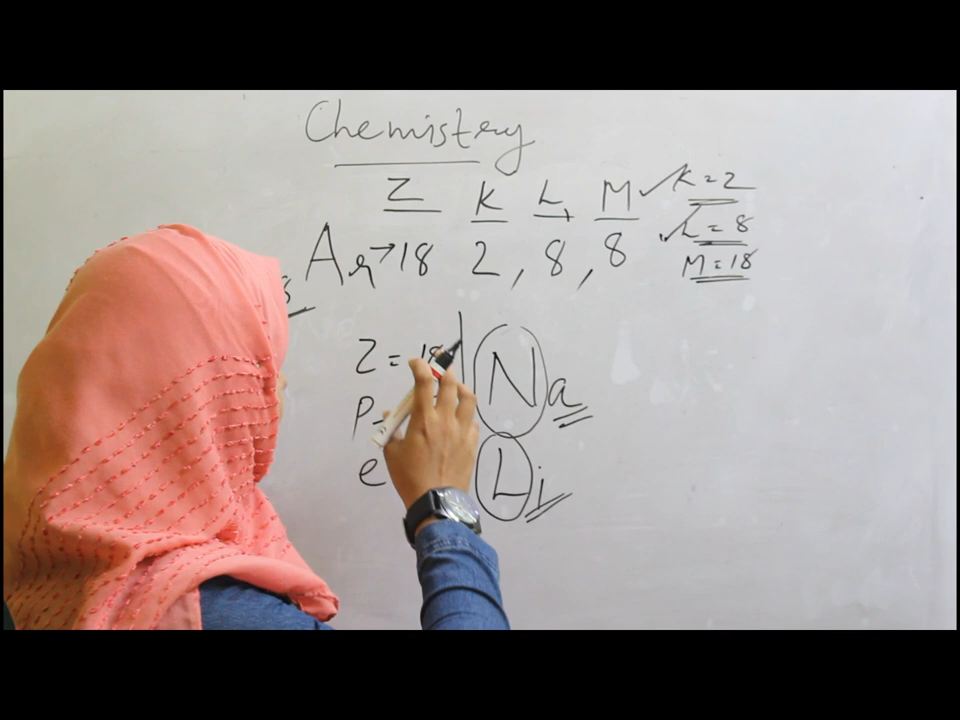 Chemistry
Z K L M ✓K=2
Ar→18 2,8,8 ✓L=8
M=18
Z=18 Na
P=
e Li